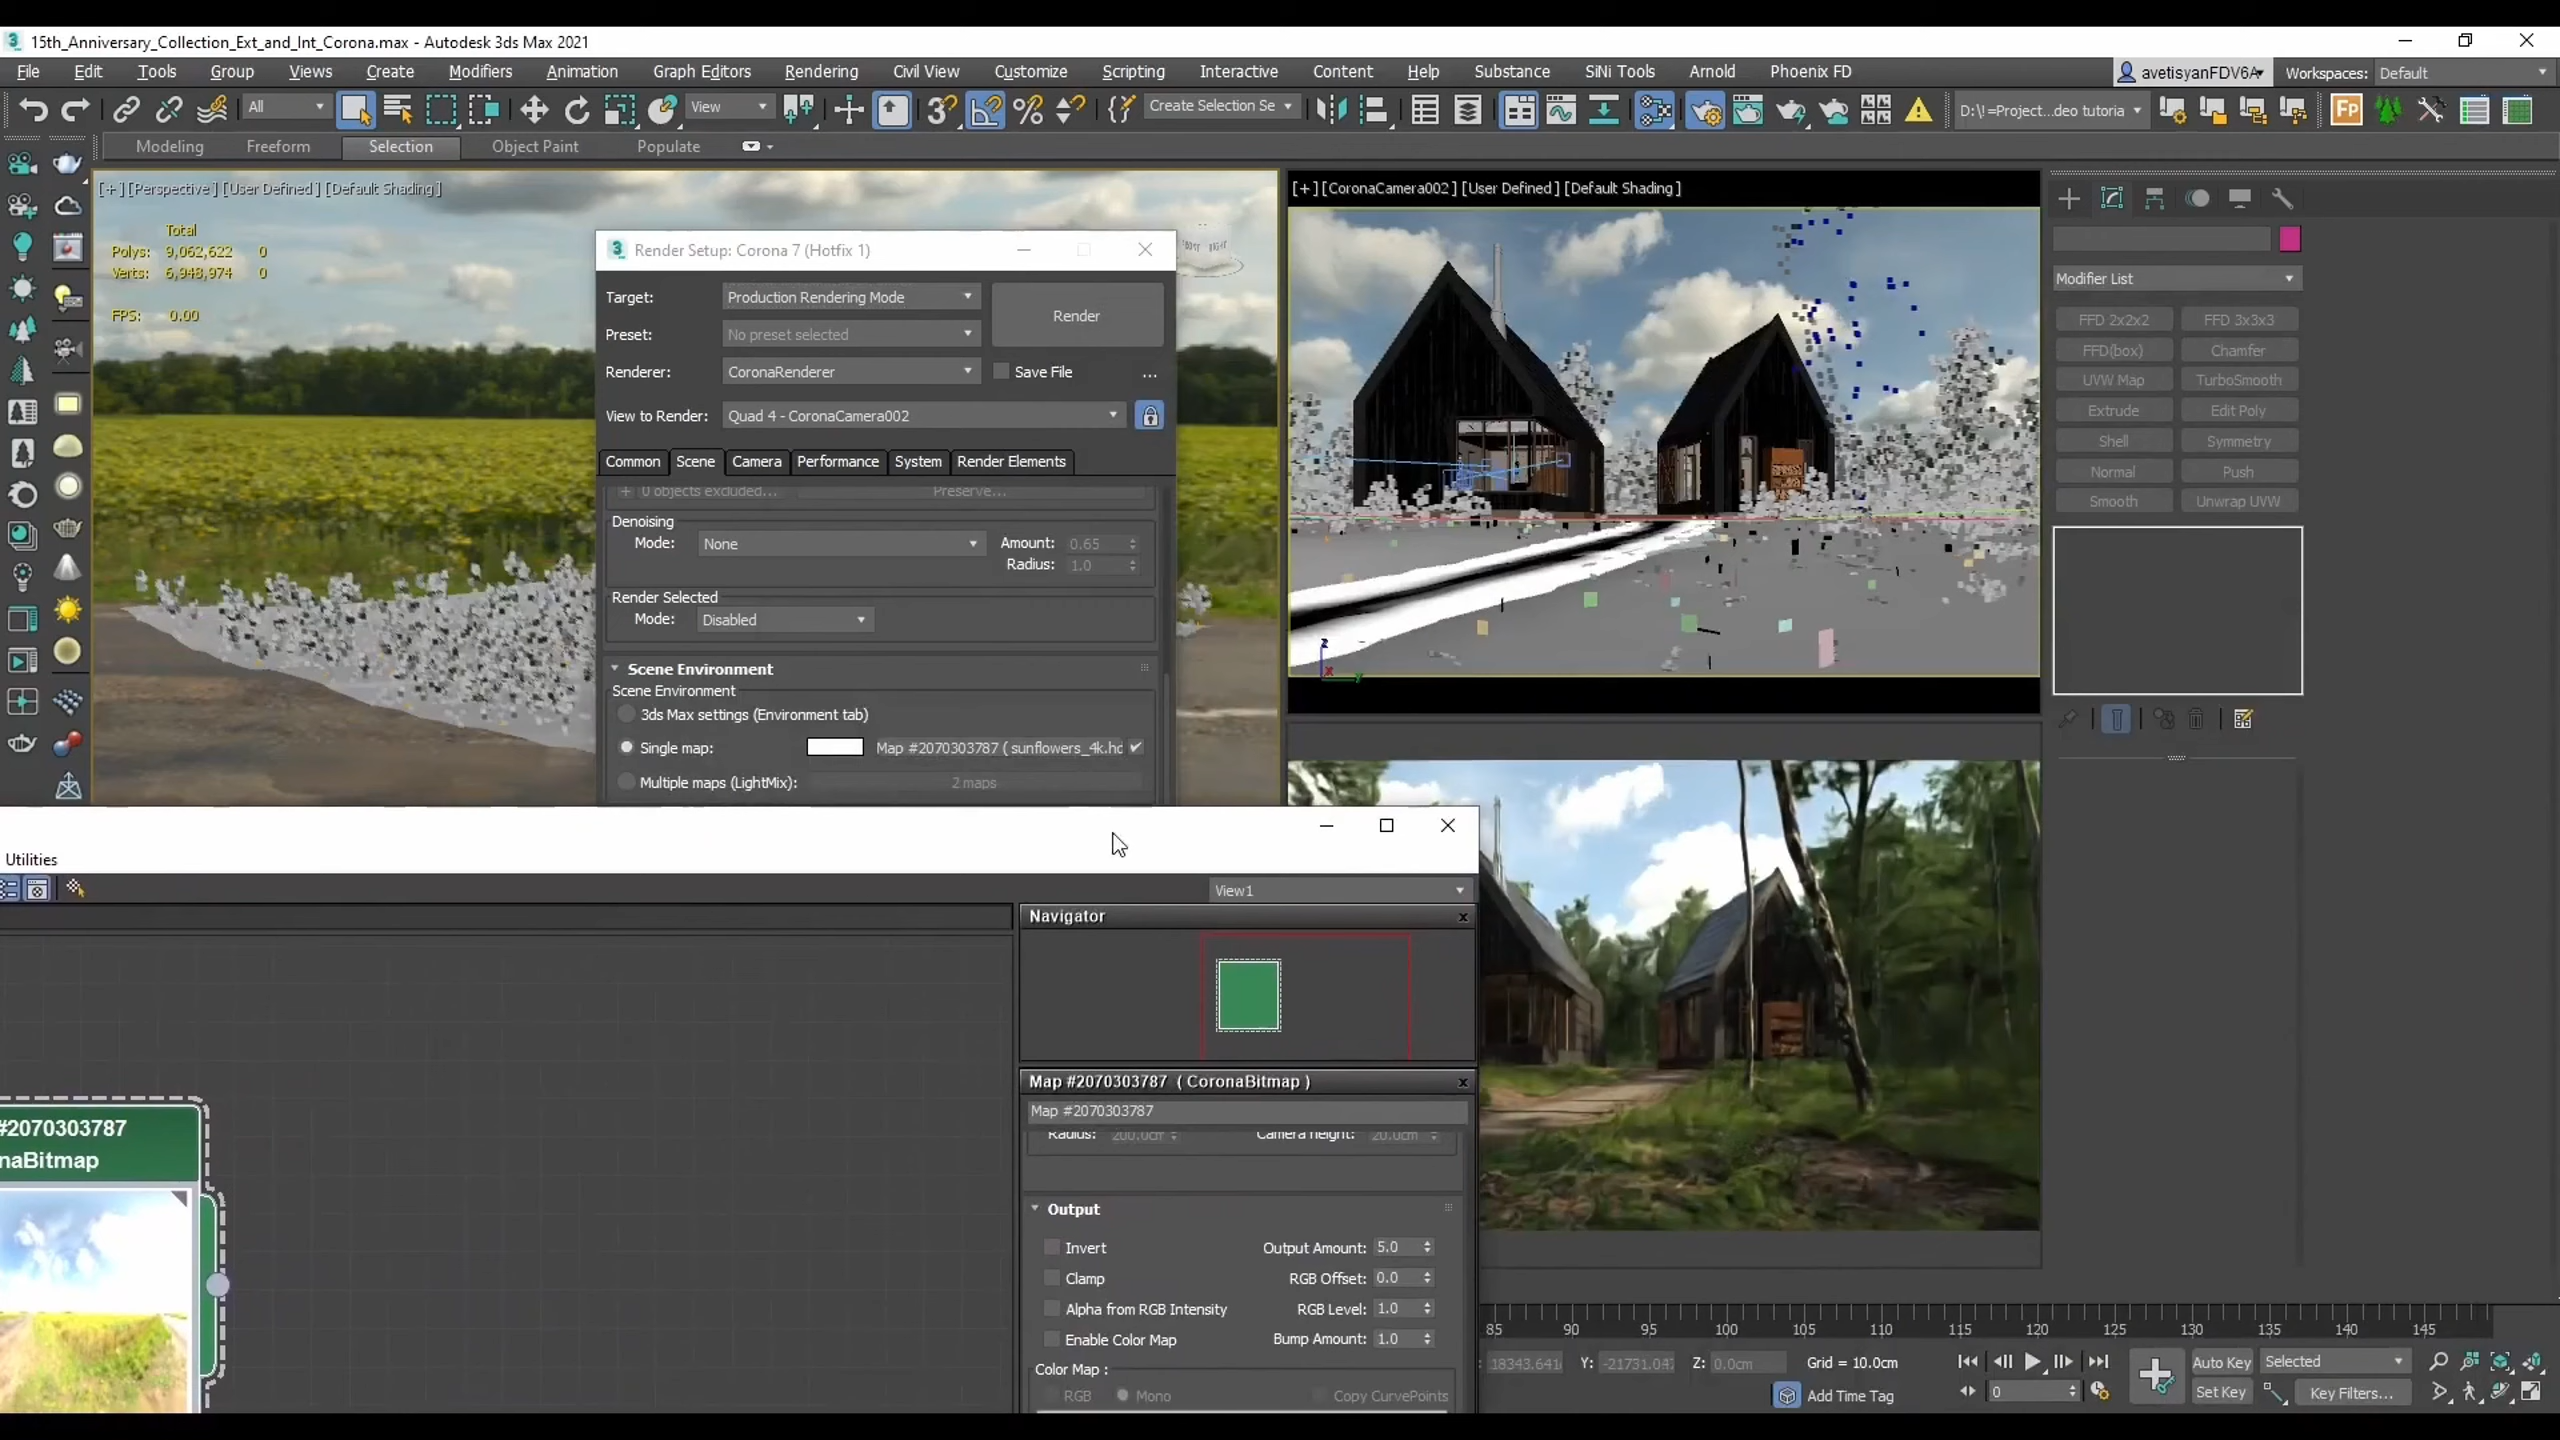 15th_Anniversary_Collection_Ext_and_Int_Corona.max - Autodesk 3ds Max 2021
File Edit Tools Group Views Create Modifiers Animation Graph Editors Rendering Civil View Customize Scripting Interactive Content Help Substance SiNi Tools Arnold Phoenix FD avetisyanFDV6A Workspaces: Default
All View Create Selection Se D:\! =Project...deo tutoria
Modeling Freeform Selection Object Paint Populate
[+] [Perspective ] [User Defined ] [Default Shading ]
Total
Polys: 9,062,622 0
Verts: 6,948,974 0
FPS: 0.00
Render Setup: Corona 7 (Hotfix 1)
Target: Production Rendering Mode
Render
Preset: No preset selected
Renderer: CoronaRenderer
Save File ...
View to Render: Quad 4 - CoronaCamera002
Common Scene Camera Performance System Render Elements
0 objects excluded... Preserve...
Denoising
Mode: None Amount: 0.65
Radius: 1.0
Render Selected
Mode: Disabled
Scene Environment
Scene Environment
3ds Max settings (Environment tab)
Single map: Map #2070303787 ( sunflowers_4k.hd
Multiple maps (LightMix): 2 maps
[+] [CoronaCamera002 ] [User Defined ] [Default Shading ]
Modifier List
FFD 2x2x2 FFD 3x3x3
FFD(box) Chamfer
UVW Map TurboSmooth
Extrude Edit Poly
Shell Symmetry
Normal Push
Smooth Unwrap UVW
Utilities
View1
Navigator
Map #2070303787 ( CoronaBitmap )
Map #2070303787
Radius: 200.0cm Camera height: 20.0cm
Output
Invert Output Amount: 5.0
Clamp RGB Offset: 0.0
Alpha from RGB Intensity RGB Level: 1.0
Enable Color Map Bump Amount: 1.0
Color Map :
RGB Mono Copy CurvePoints
#2070303787
naBitmap
85 90 95 100 105 110 115 120 125 130 135 140 145
18343.641 Y: -21731.047 Z: 0.0cm Grid = 10.0cm
Auto Key Selected
Add Time Tag
0
Set Key Key Filters...